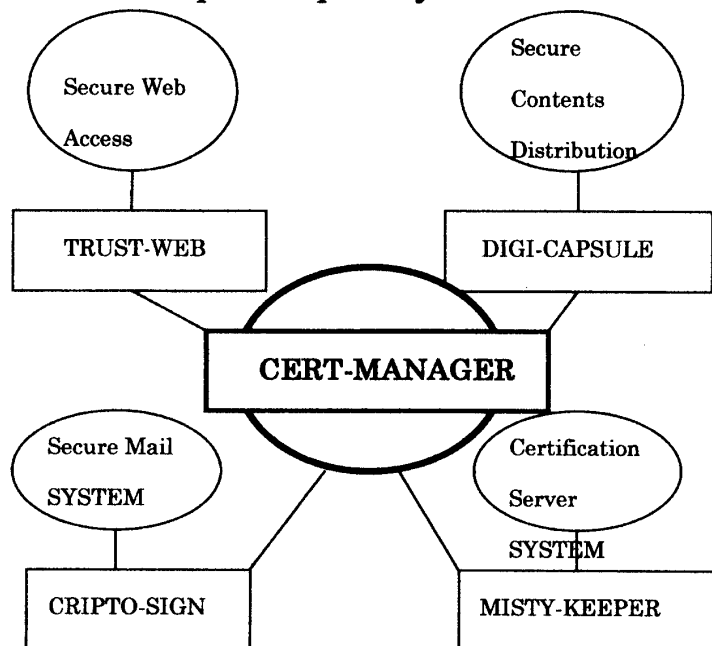 Secure Web
Access
Secure
Contents
Distribution
TRUST-WEB
DIGI-CAPSULE
CERT-MANAGER
Secure Mail
SYSTEM
Certification
Server
SYSTEM
CRIPTO-SIGN
MISTY-KEEPER